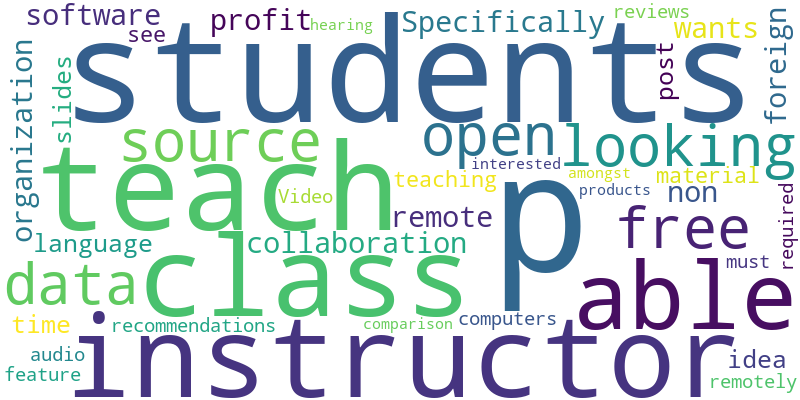 software
profit
hearing
Specifically
reviews
wants
see
students
post
foreign
organization
slides
source
open
looking
teach
Video
teaching
interested
amongst
material
products
non
required
p
remote
free
language
collaboration
data
class
able
must
time
recommendations
comparison
computers
instructor
audio
feature
idea
remotely